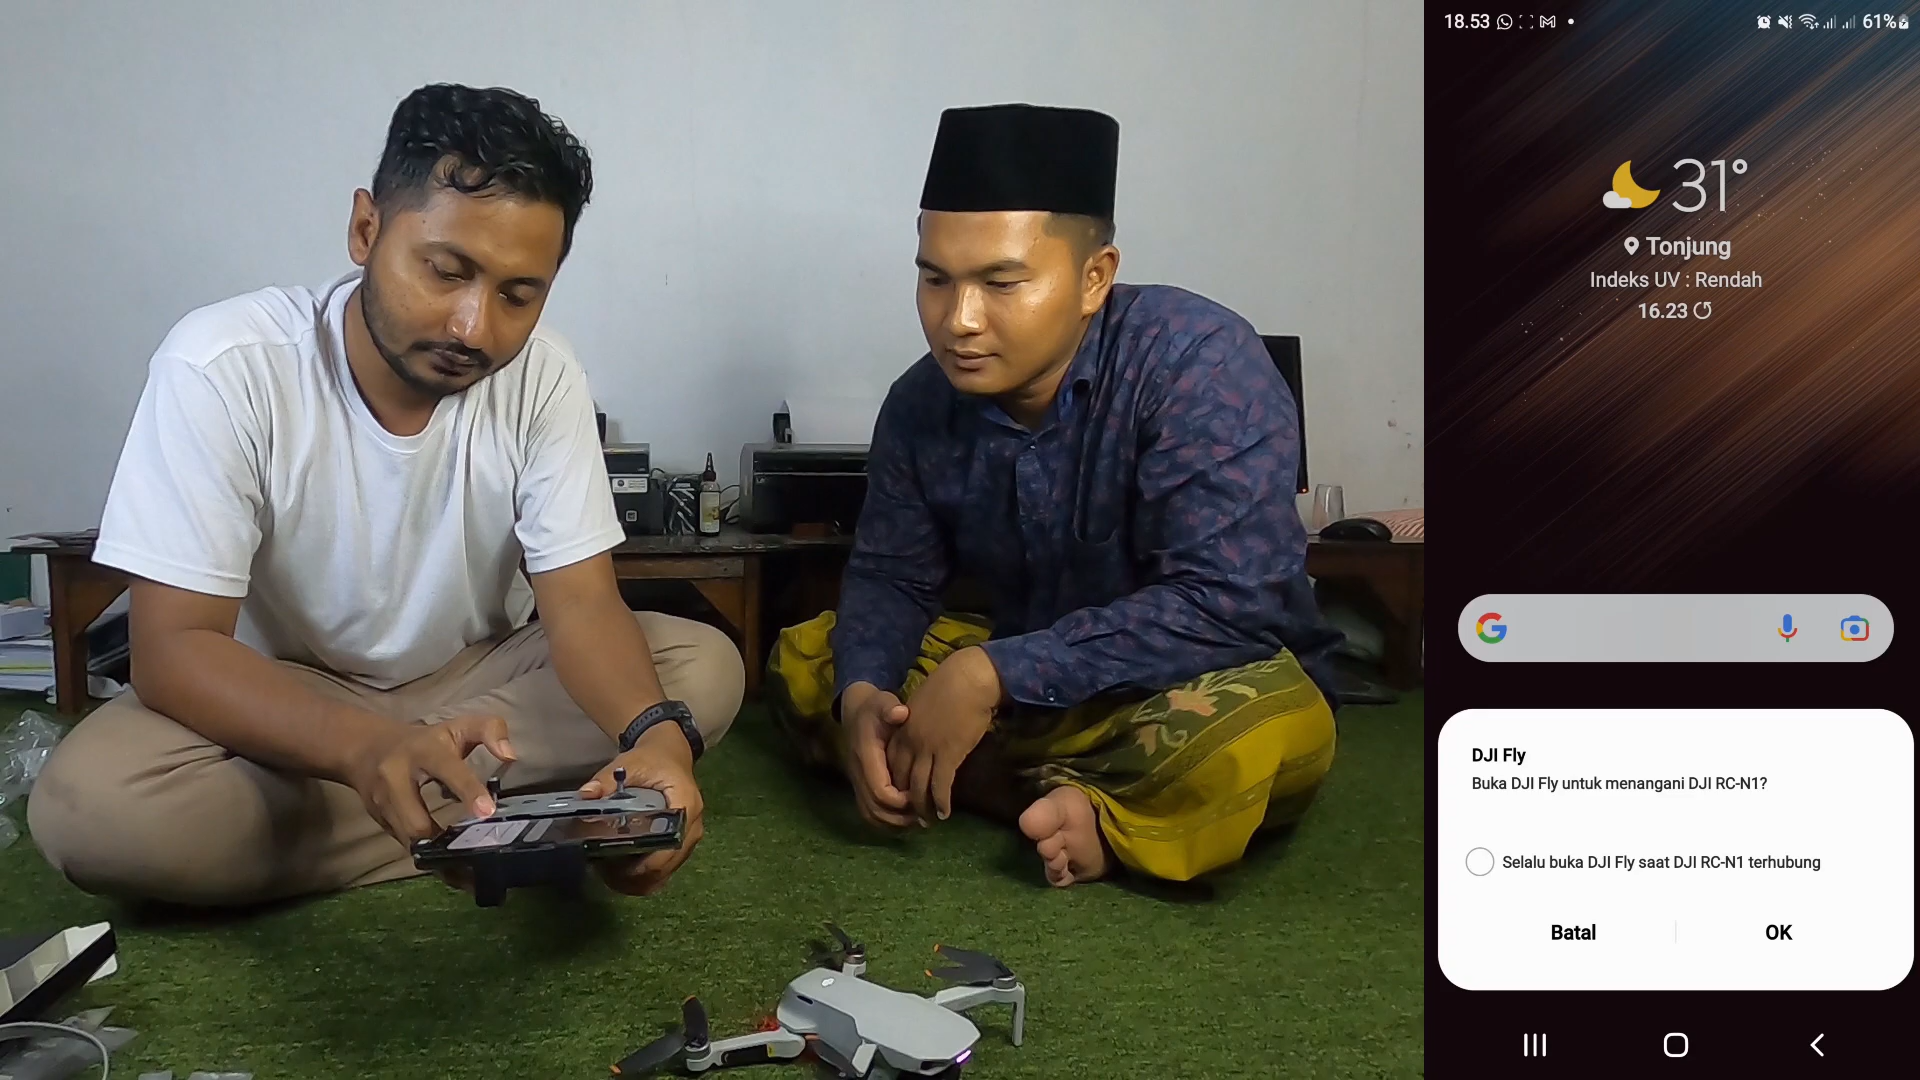 18.53
61%
31°
Tonjung
Indeks UV : Rendah
16.23
DJI Fly
Buka DJI Fly untuk menangani DJI RC-N1?
Selalu buka DJI Fly saat DJI RC-N1 terhubung
Batal
OK